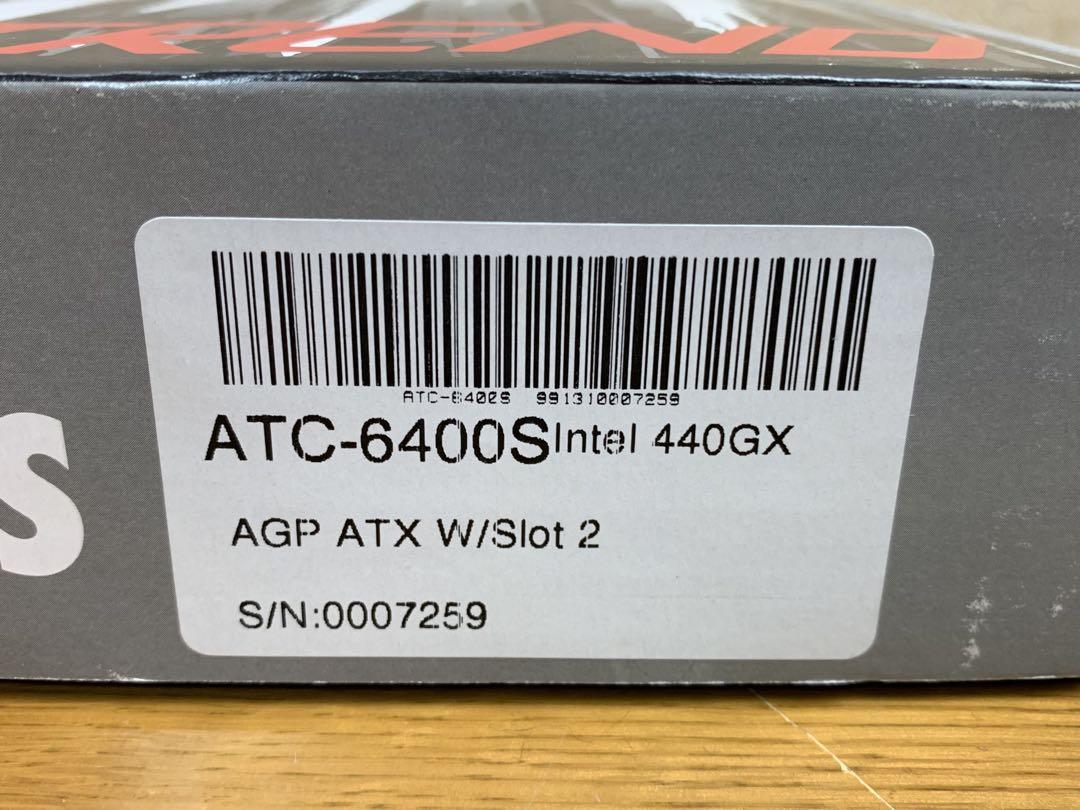 ATC-6400S 991310007259
ATC-6400S Intel 440GX
AGP ATX W/Slot 2
S/N:0007259
S